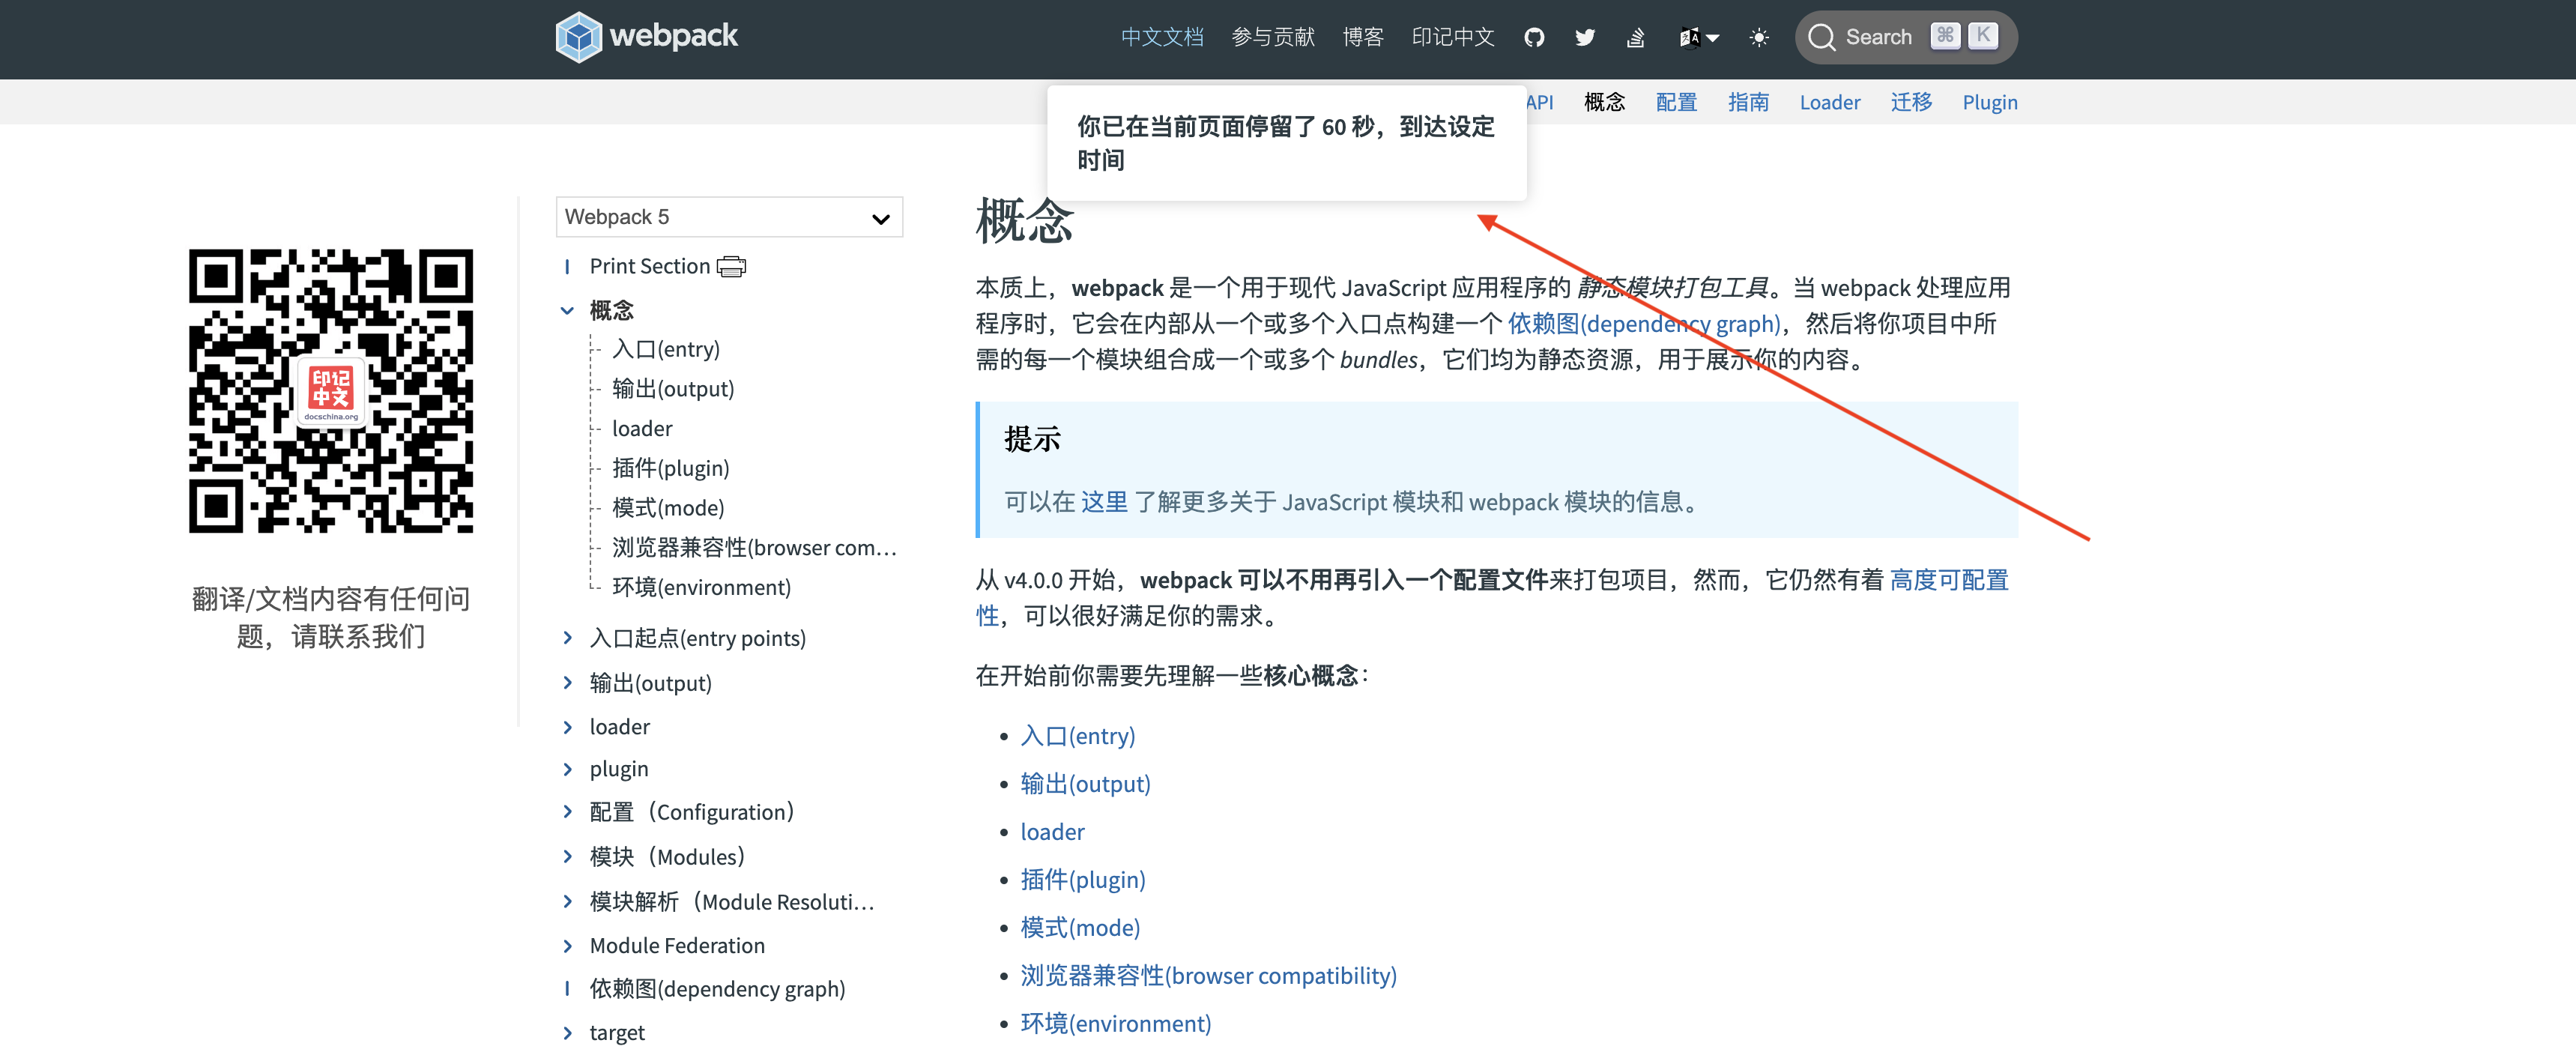 webpack
中文文档 参与贡献 博客 印记中文 Search ⌘ K
API 概念 配置 指南 Loader 迁移 Plugin
你已在当前页面停留了 60 秒，到达设定
时间
印记
中文
docschina.org
翻译/文档内容有任何问
题，请联系我们
Webpack 5
Print Section
概念
入口(entry)
输出(output)
loader
插件(plugin)
模式(mode)
浏览器兼容性(browser com…
环境(environment)
入口起点(entry points)
输出(output)
loader
plugin
配置（Configuration）
模块（Modules）
模块解析（Module Resoluti…
Module Federation
依赖图(dependency graph)
target
概念
本质上，webpack 是一个用于现代 JavaScript 应用程序的 静态模块打包工具。当 webpack 处理应用
程序时，它会在内部从一个或多个入口点构建一个 依赖图(dependency graph)，然后将你项目中所
需的每一个模块组合成一个或多个 bundles，它们均为静态资源，用于展示你的内容。
提示
可以在 这里 了解更多关于 JavaScript 模块和 webpack 模块的信息。
从 v4.0.0 开始，webpack 可以不用再引入一个配置文件来打包项目，然而，它仍然有着 高度可配置
性，可以很好满足你的需求。
在开始前你需要先理解一些核心概念：
• 入口(entry)
• 输出(output)
• loader
• 插件(plugin)
• 模式(mode)
• 浏览器兼容性(browser compatibility)
• 环境(environment)